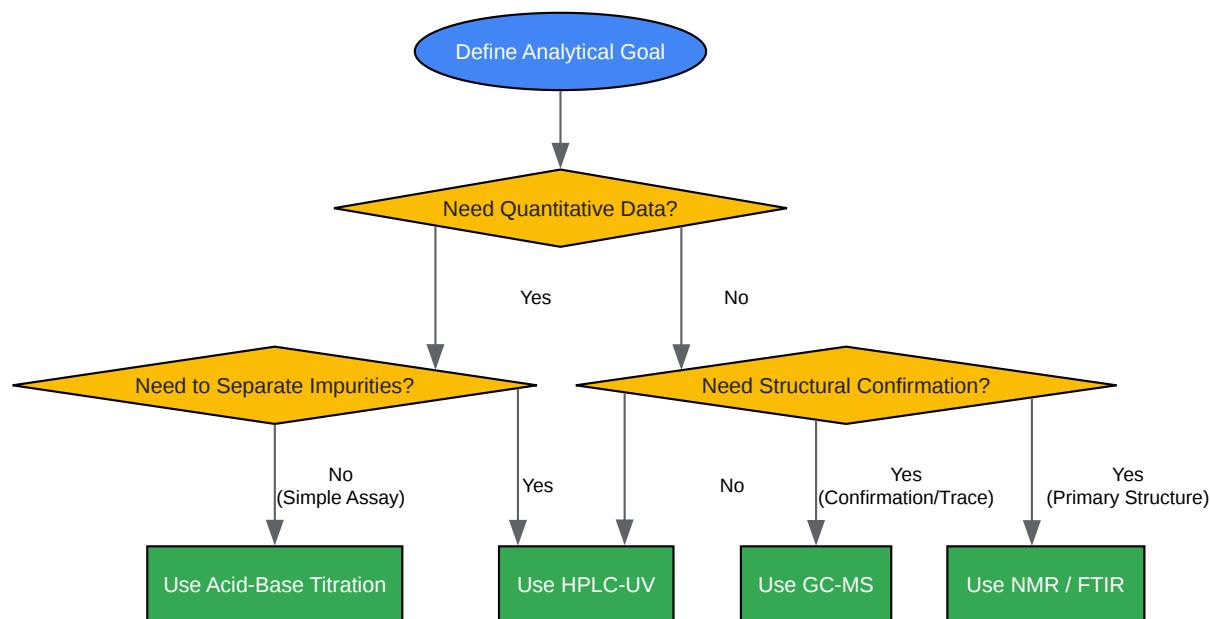 Define Analytical Goal
Need Quantitative Data?
Yes
No
Need to Separate Impurities?
Need Structural Confirmation?
No
(Simple Assay)
Yes
No
Yes
(Confirmation/Trace)
Yes
(Primary Structure)
Use Acid-Base Titration
Use HPLC-UV
Use GC-MS
Use NMR / FTIR